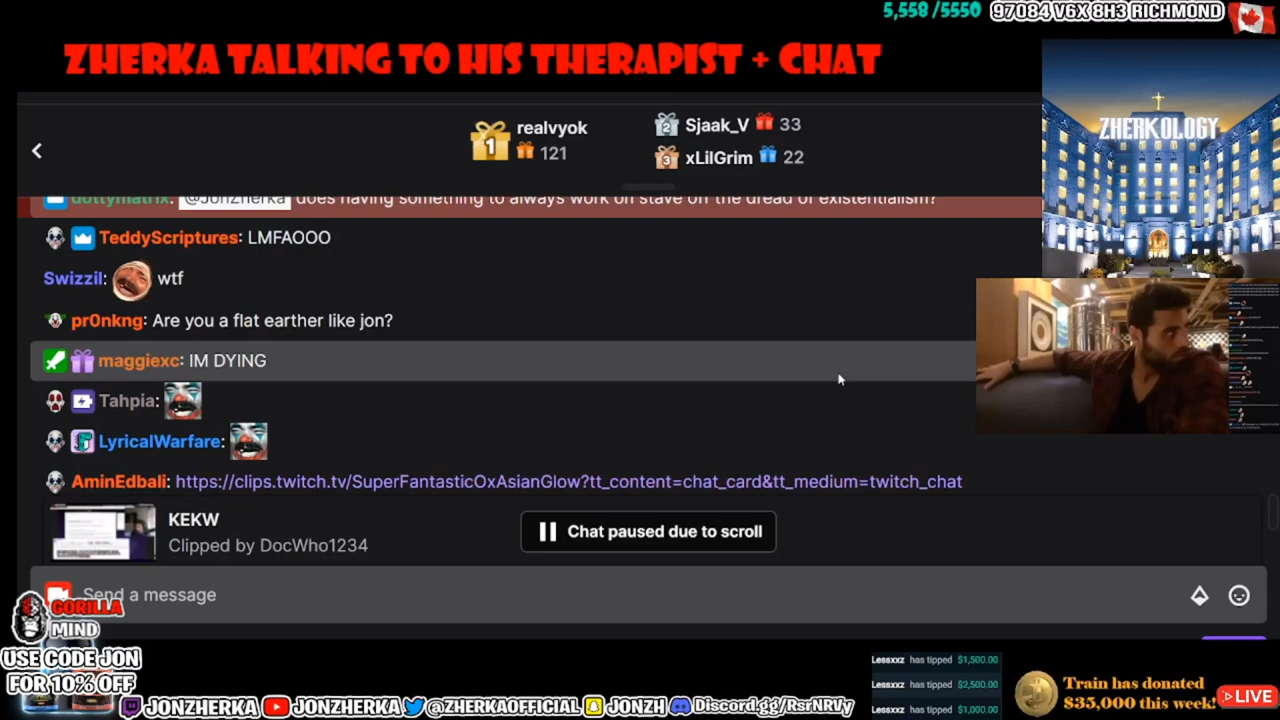 5,558 /5550
97084 V6X 8H3 RICHMOND
ZHERKA TALKING TO HIS THERAPIST + CHAT
ZHERKOLOGY
1
realvyok
121
2
Sjaak_V
33
3
xLilGrim
22
dottymatrix: @JonZherka does having something to always work on stave off the dread of existentialism?
TeddyScriptures: LMFAOOO
Swizzil: wtf
pr0nkng: Are you a flat earther like jon?
maggiexc: IM DYING
Tahpia:
LyricalWarfare:
AminEdbali: https://clips.twitch.tv/SuperFantasticOxAsianGlow?tt_content=chat_card&tt_medium=twitch_chat
KEKW
Clipped by DocWho1234
Chat paused due to scroll
Send a message
GORILLA
MIND
USE CODE JON
FOR 10% OFF
JONZHERKA
JONZHERKA
@ZHERKAOFFICIAL
JONZH
Discord.gg/RsrNRVy
Lessxxz has tipped $1,500.00
Lessxxz has tipped $2,500.00
Lessxxz has tipped $1,000.00
Train has donated
$35,000 this week!
LIVE